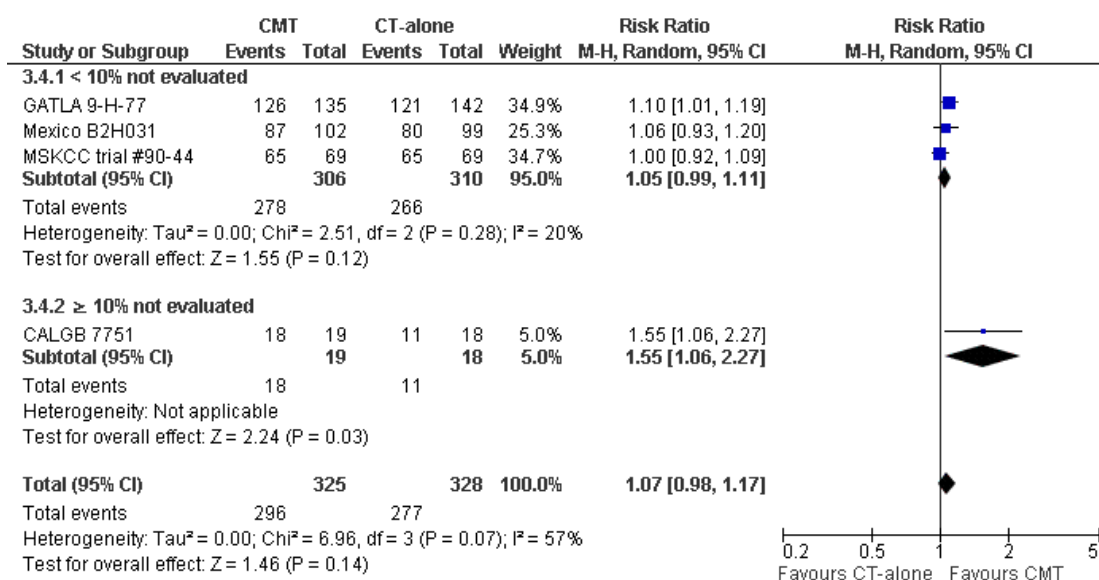 CMT CT-alone Risk Ratio Risk Ratio
Study or Subgroup Events Total Events Total Weight M-H, Random, 95% CI M-H, Random, 95% CI
3.4.1 < 10% not evaluated
GATLA 9-H-77 126 135 121 142 34.9% 1.10 [1.01, 1.19]
Mexico B2H031 87 102 80 99 25.3% 1.06 [0.93, 1.20]
MSKCC trial #90-44 65 69 65 69 34.7% 1.00 [0.92, 1.09]
Subtotal (95% CI) 306 310 95.0% 1.05 [0.99, 1.11]
Total events 278 266
Heterogeneity: Tau² = 0.00; Chi² = 2.51, df = 2 (P = 0.28); I² = 20%
Test for overall effect: Z = 1.55 (P = 0.12)
3.4.2 ≥ 10% not evaluated
CALGB 7751 18 19 11 18 5.0% 1.55 [1.06, 2.27]
Subtotal (95% CI) 19 18 5.0% 1.55 [1.06, 2.27]
Total events 18 11
Heterogeneity: Not applicable
Test for overall effect: Z = 2.24 (P = 0.03)
Total (95% CI) 325 328 100.0% 1.07 [0.98, 1.17]
Total events 296 277
Heterogeneity: Tau² = 0.00; Chi² = 6.96, df = 3 (P = 0.07); I² = 57%
Test for overall effect: Z = 1.46 (P = 0.14)
0.2 0.5 1 2 5
Favours CT-alone Favours CMT